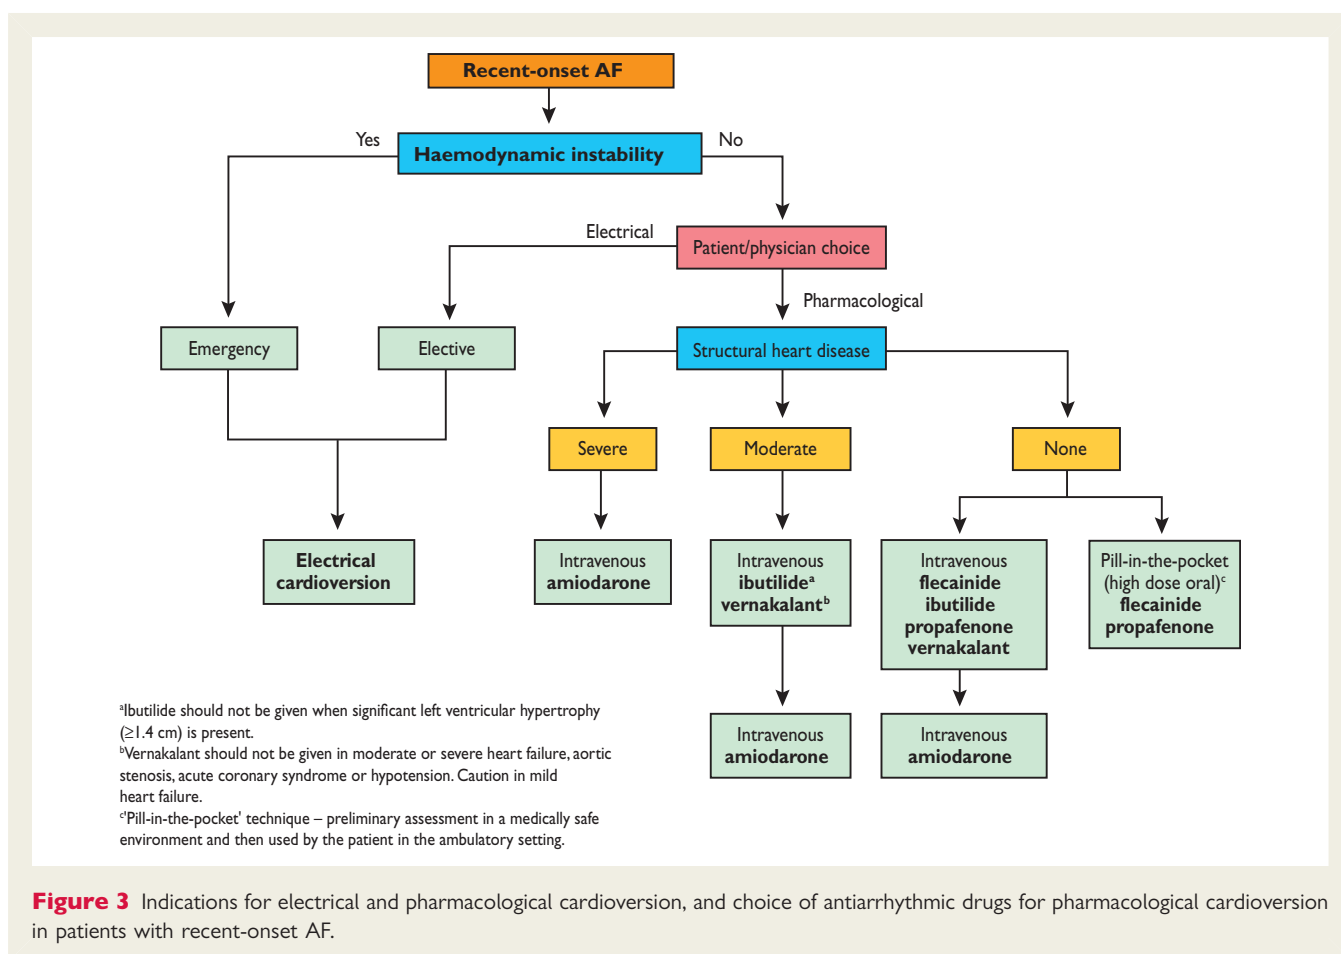 Recent-onset AF
Yes
Haemodynamic instability
No
Electrical
Patient/physician choice
Pharmacological
Emergency
Elective
Structural heart disease
Severe
Moderate
None
Electrical
cardioversion
Intravenous
amiodarone
Intravenous
ibutilideᵃ
vernakalantᵇ
Intravenous
flecainide
ibutilide
propafenone
vernakalant
Pill-in-the-pocket
(high dose oral)ᶜ
flecainide
propafenone
Intravenous
amiodarone
Intravenous
amiodarone
ᵃIbutilide should not be given when significant left ventricular hypertrophy
(≥1.4 cm) is present.
ᵇVernakalant should not be given in moderate or severe heart failure, aortic
stenosis, acute coronary syndrome or hypotension. Caution in mild
heart failure.
ᶜ'Pill-in-the-pocket' technique – preliminary assessment in a medically safe
environment and then used by the patient in the ambulatory setting.
Figure 3 Indications for electrical and pharmacological cardioversion, and choice of antiarrhythmic drugs for pharmacological cardioversion
in patients with recent-onset AF.